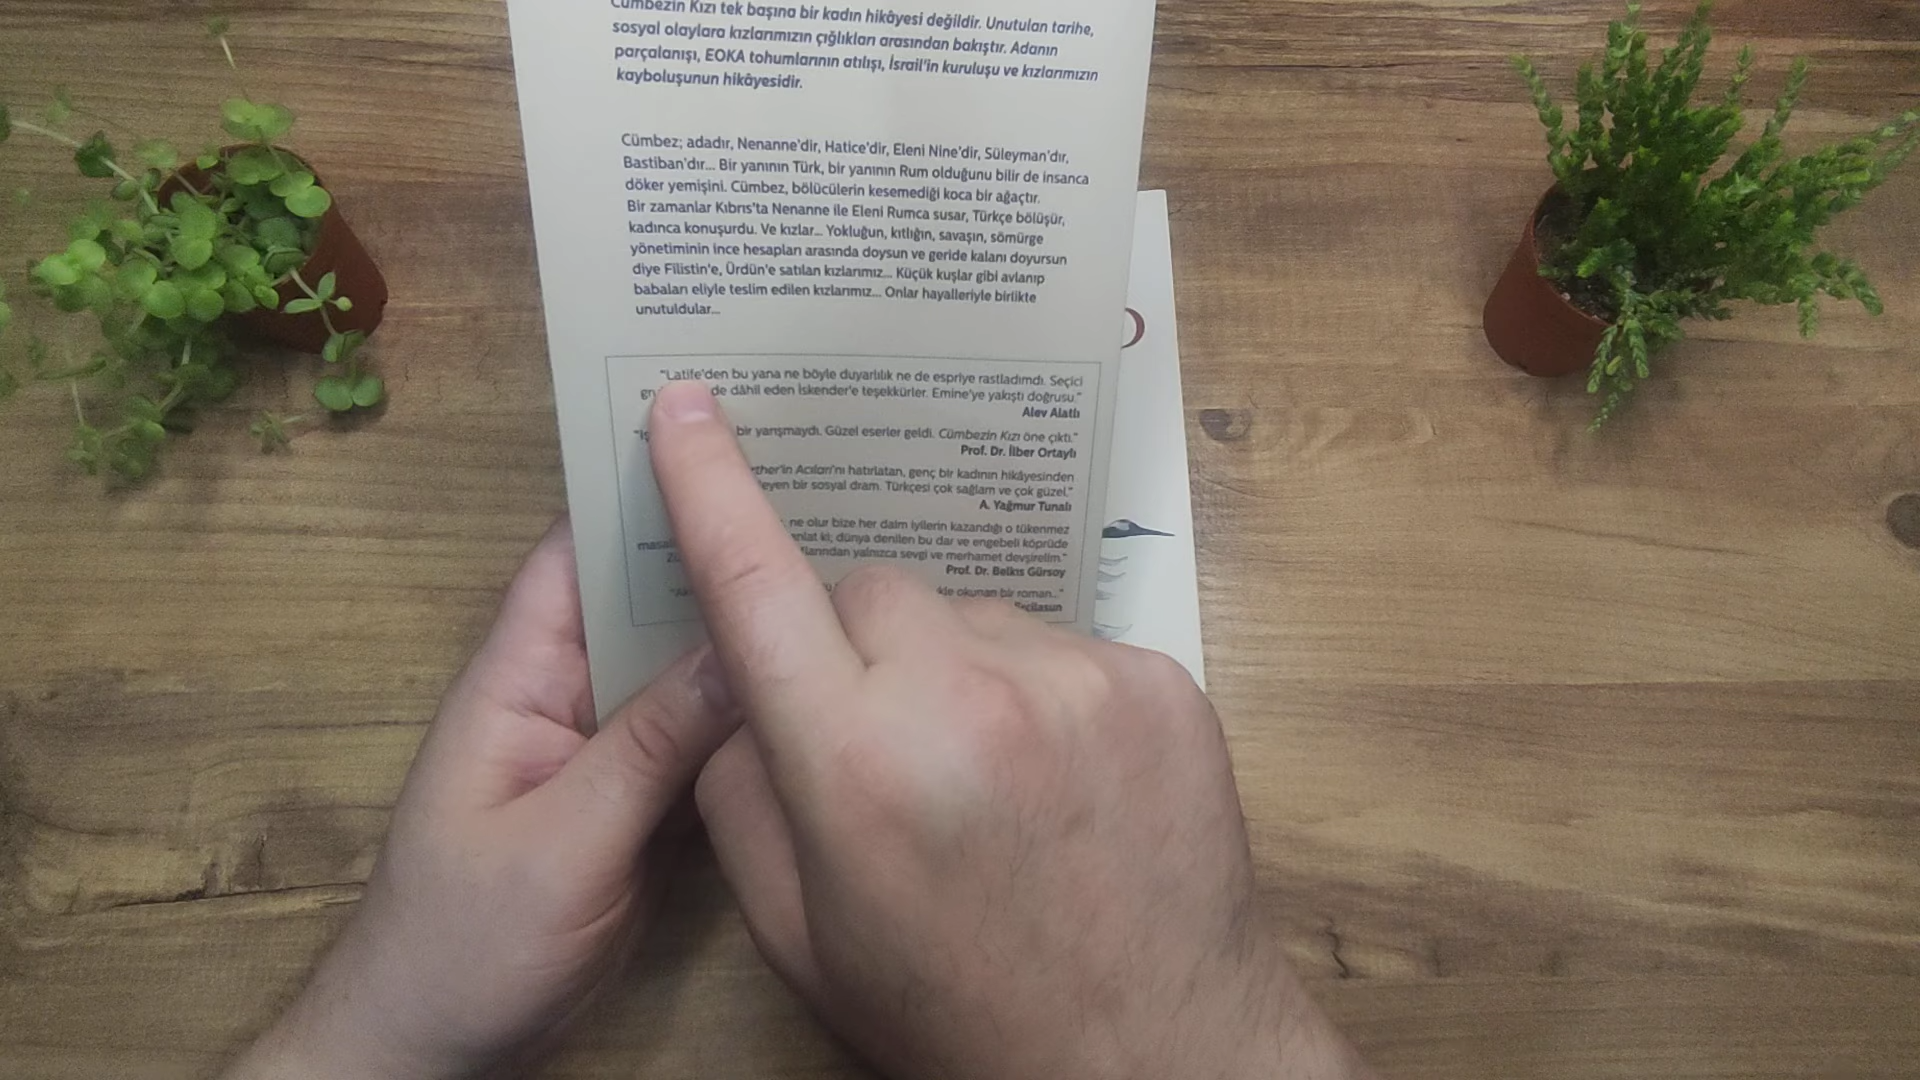 Cümbezin Kızı tek başına bir kadın hikâyesi değildir. Unutulan tarihe,
sosyal olaylara kızlarımızın çığlıkları arasından bakıştır. Adanın
parçalanışı, EOKA tohumlarının atılışı, İsrail'in kuruluşu ve kızlarımızın
kayboluşunun hikâyesidir.
Cümbez; adadır, Nenanne'dir, Hatice'dir, Eleni Nine'dir, Süleyman'dır,
Bastiban'dır... Bir yanının Türk, bir yanının Rum olduğunu bilir de insanca
döker yemişini. Cümbez, bölücülerin kesemediği koca bir ağaçtır.
Bir zamanlar Kıbrıs'ta Nenanne ile Eleni Rumca susar, Türkçe bölüşür,
kadınca konuşurdu. Ve kızlar... Yokluğun, kıtlığın, savaşın, sömürge
yönetiminin ince hesapları arasında doysun ve geride kalanı doyursun
diye Filistin'e, Ürdün'e satılan kızlarımız... Küçük kuşlar gibi avlanıp
babaları eliyle teslim edilen kızlarımız... Onlar hayalleriyle birlikte
unutuldular...
"Latife'den bu yana ne böyle duyarlılık ne de espriye rastladımdı. Seçici
de dâhil eden İskender'e teşekkürler. Emine'ye yakıştı doğrusu."
Alev Alatlı
bir yarışmaydı. Güzel eserler geldi. Cümbezin Kızı öne çıktı."
Prof. Dr. İlber Ortaylı
Acıları'nı hatırlatan, genç bir kadının hikâyesinden
bir sosyal dram. Türkçesi çok sağlam ve çok güzel."
A. Yağmur Tunalı
ne olur bize her daim iyilerin kazandığı o tükenmez
ki; dünya denilen bu dar ve engebeli köprüde
yalnızca sevgi ve merhamet devşirelim."
Prof. Dr. Belkıs Gürsoy
okunan bir roman..."